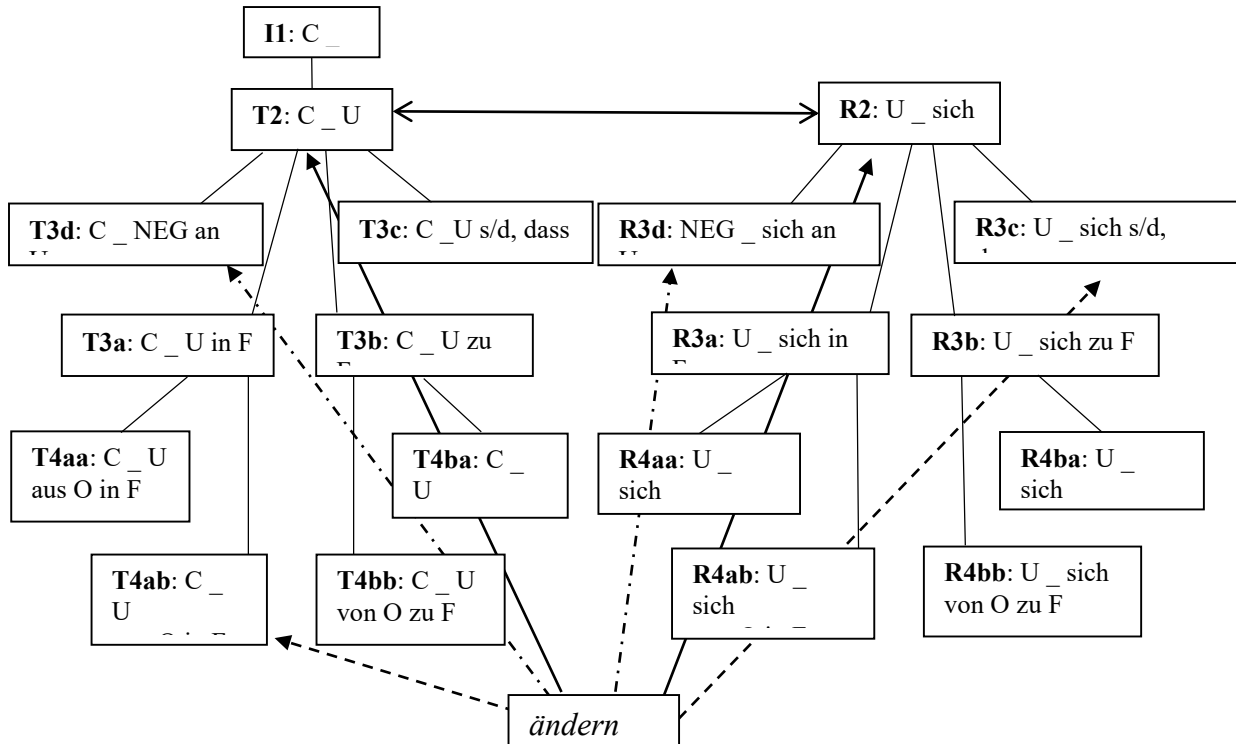 I1: C _
T2: C _ U
R2: U _ sich
T3d: C _ NEG an
T3c: C _U s/d, dass
R3d: NEG _ sich an
R3c: U _ sich s/d,
T3a: C _ U in F
T3b: C _ U zu
R3a: U _ sich in
R3b: U _ sich zu F
T4aa: C _ U
aus O in F
T4ba: C _
U
R4aa: U _
sich
R4ba: U _
sich
T4ab: C _
U
T4bb: C _ U
von O zu F
R4ab: U _
sich
R4bb: U _ sich
von O zu F
ändern